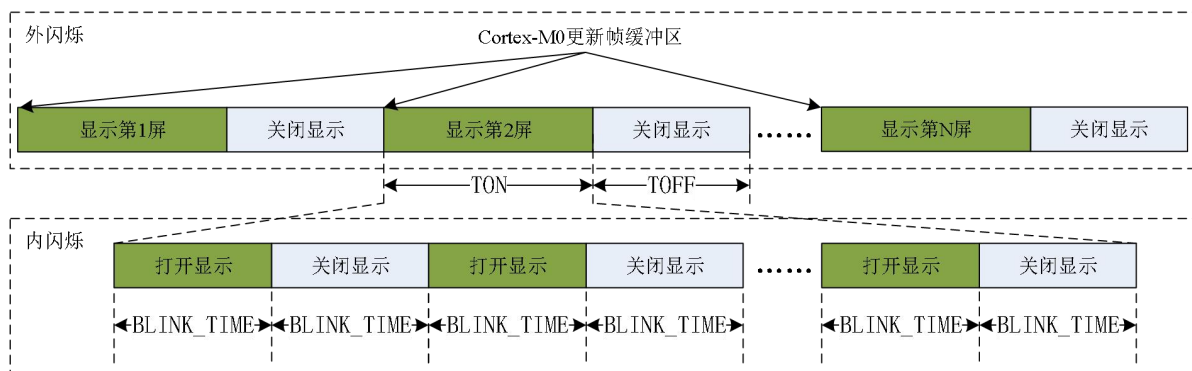 外闪烁
Cortex-M0更新帧缓冲区
显示第1屏 关闭显示 显示第2屏 关闭显示 ...... 显示第N屏 关闭显示
TON TOFF
内闪烁
打开显示 关闭显示 打开显示 关闭显示 ...... 打开显示 关闭显示
BLINK_TIME BLINK_TIME BLINK_TIME BLINK_TIME BLINK_TIME BLINK_TIME